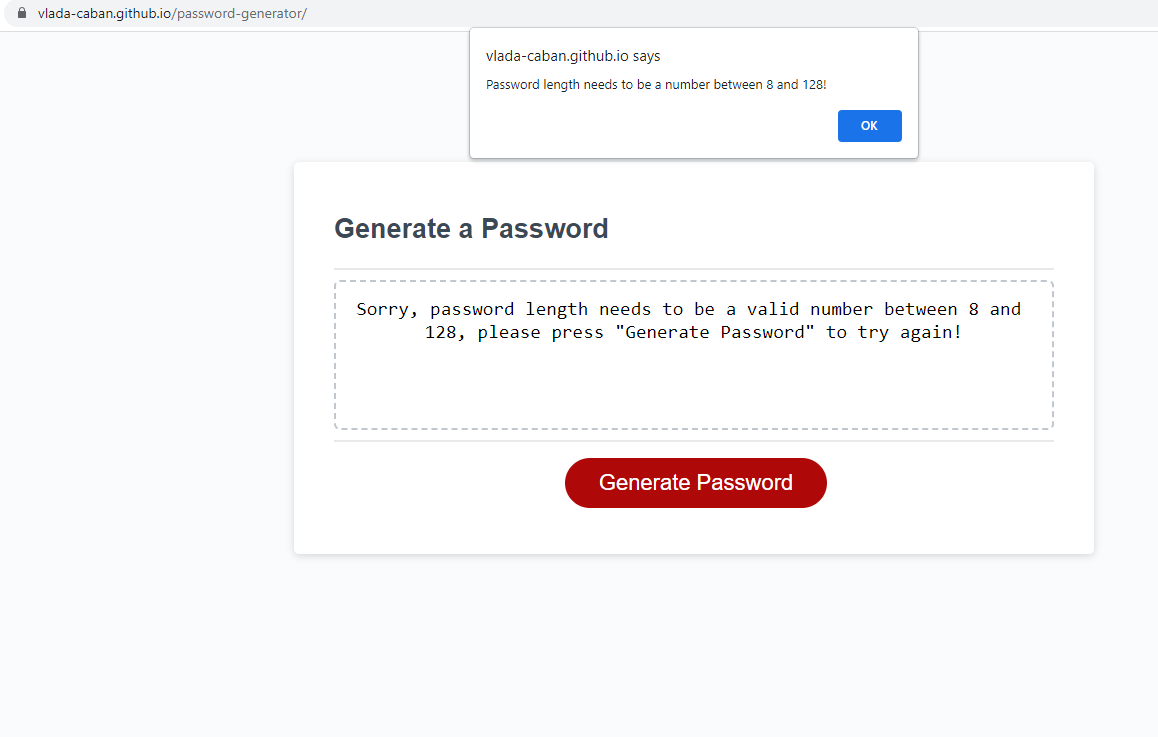 vlada-caban.github.io/password-generator/
vlada-caban.github.io says
Password length needs to be a number between 8 and 128!
OK
Generate a Password
Sorry, password length needs to be a valid number between 8 and
128, please press "Generate Password" to try again!
Generate Password